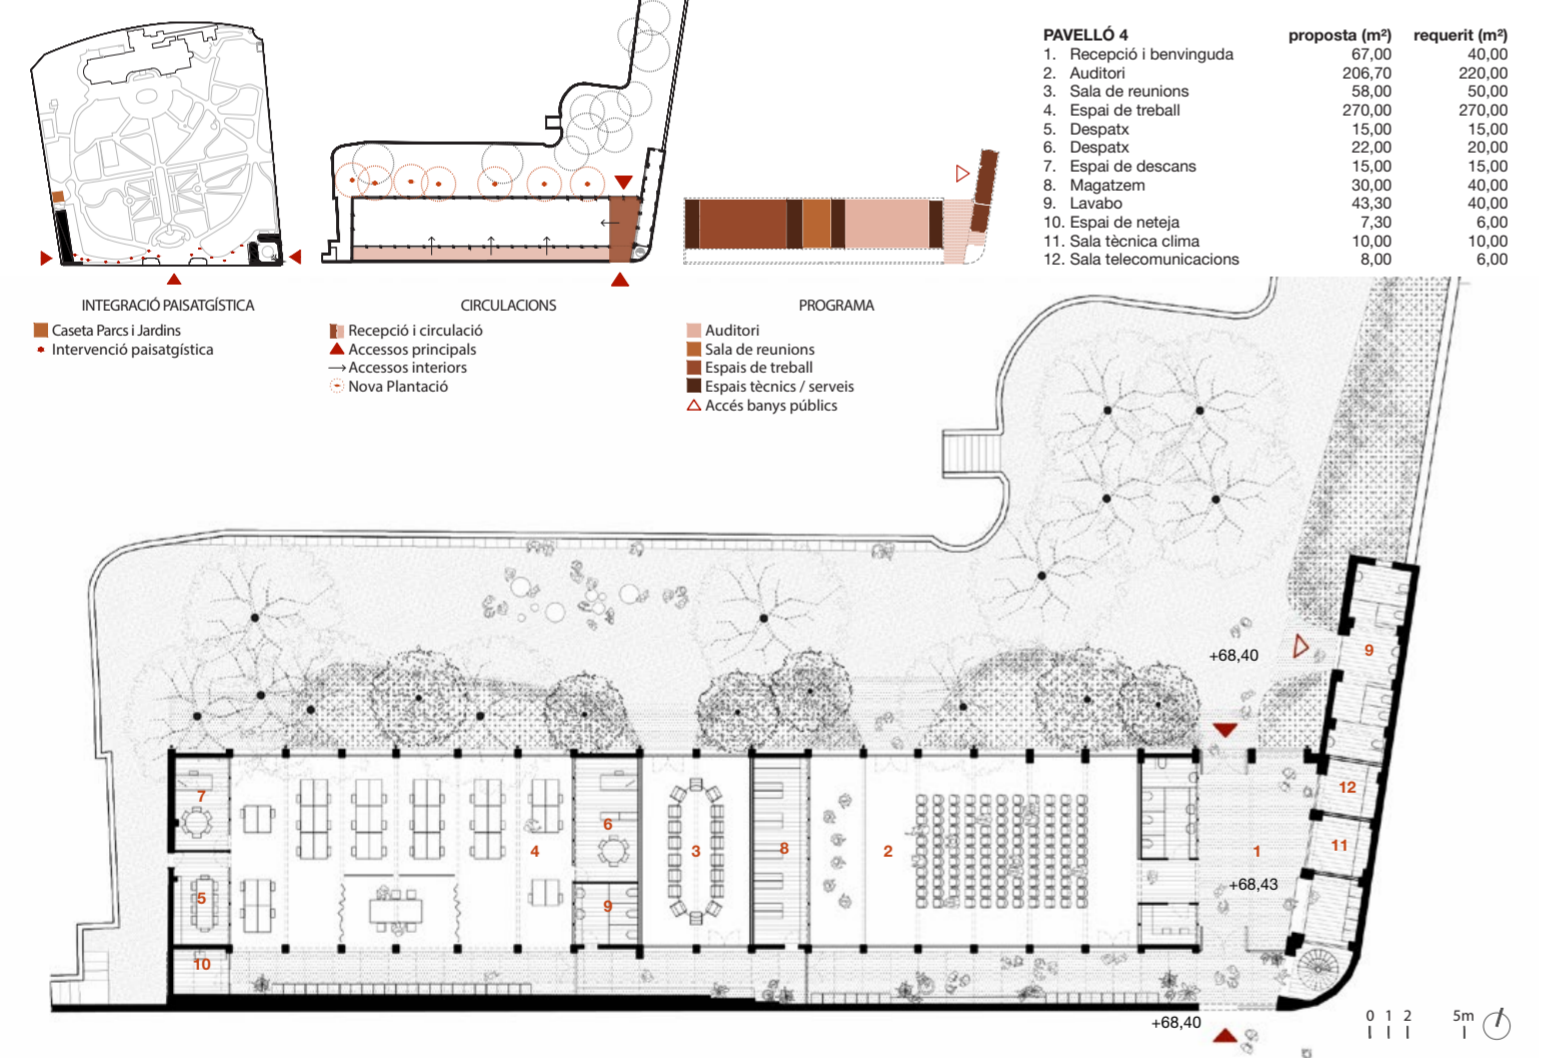 PAVELLÓ 4 proposta (m²) requerit (m²)
1. Recepció i benvinguda 67,00 40,00
2. Auditori 206,70 220,00
3. Sala de reunions 58,00 50,00
4. Espai de treball 270,00 270,00
5. Despatx 15,00 15,00
6. Despatx 22,00 20,00
7. Espai de descans 15,00 15,00
8. Magatzem 30,00 40,00
9. Lavabo 43,30 40,00
10. Espai de neteja 7,30 6,00
11. Sala tècnica clima 10,00 10,00
12. Sala telecomunicacions 8,00 6,00
INTEGRACIÓ PAISATGÍSTICA
Caseta Parcs i Jardins
Intervenció paisatgística
CIRCULACIONS
Recepció i circulació
Accessos principals
Accessos interiors
Nova Plantació
PROGRAMA
Auditori
Sala de reunions
Espais de treball
Espais tècnics / serveis
Accés banys públics
+68,40
9
12
7
6
4
3
8
2
1
11
+68,43
5
9
10
+68,40
0 1 2 5m